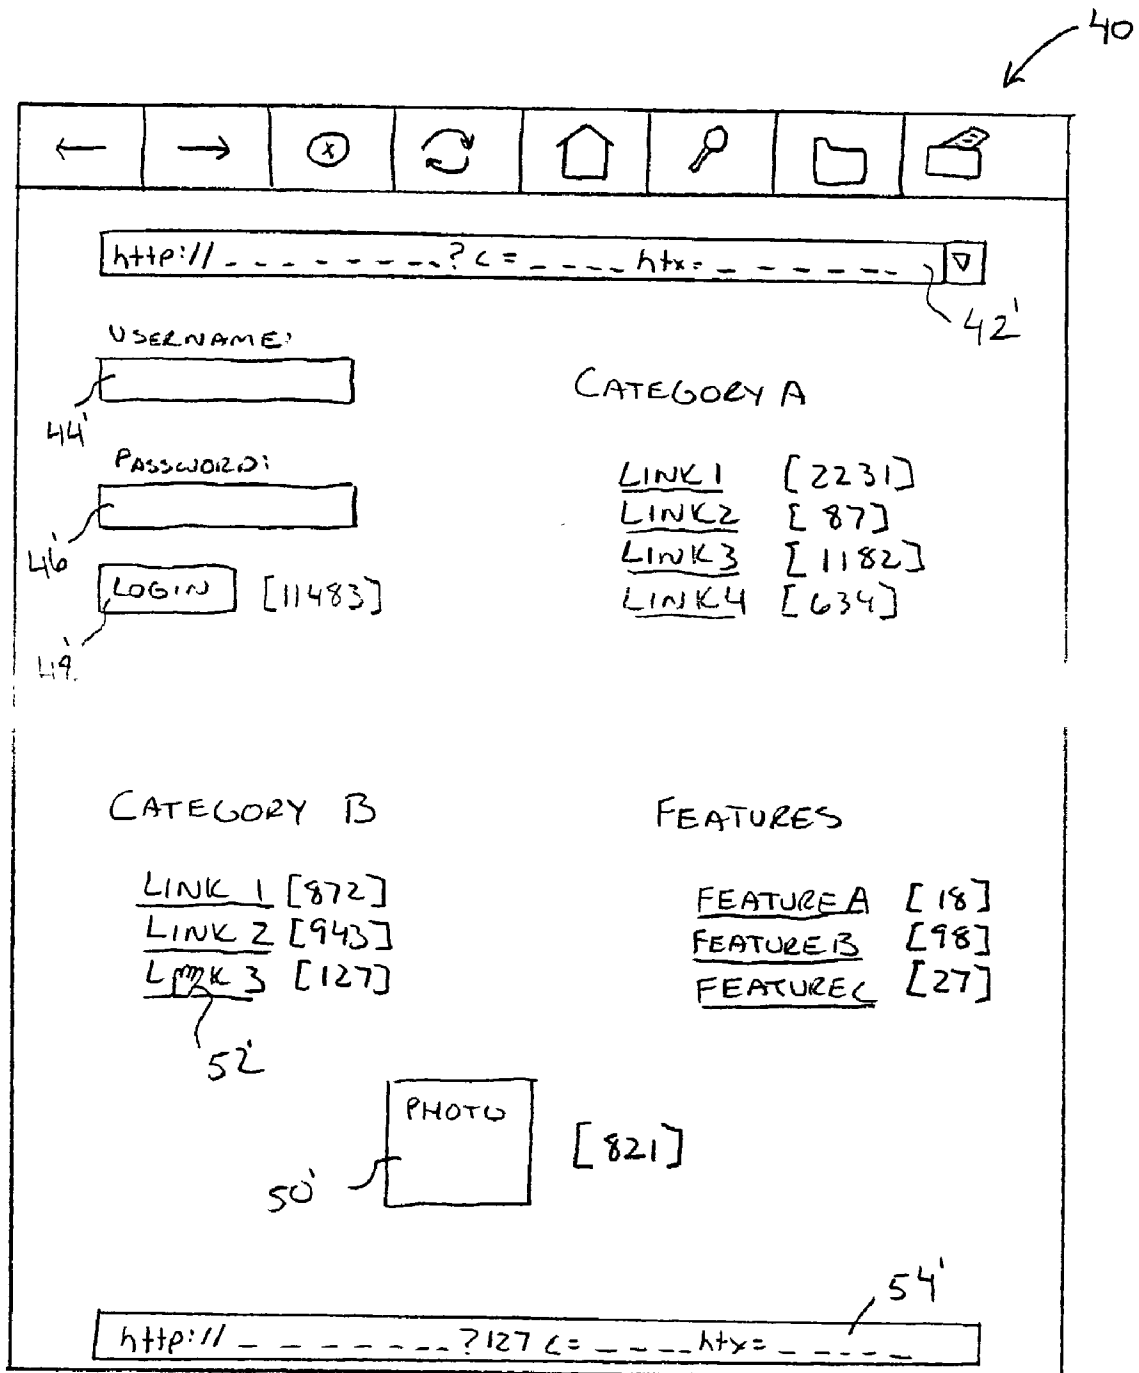 40
http:// _ _ _ _ _ _ _ _ ? c = _ _ _ _ htx= _ _ _ _ _ _
42'
USERNAME:
44'
CATEGORY A
PASSWORD:
46'
LINK1 [2231]
LINK2 [87]
LINK3 [1182]
LINK4 [634]
LOGIN [11483]
CATEGORY B
LINK 1 [872]
LINK 2 [943]
[127]
52'
FEATURES
FEATURE A [18]
FEATURE B [98]
FEATURE C [27]
PHOTO [821]
50'
54'
http:// _ _ _ _ _ _ _ ? 127 c= _ _ _ _ htx= _ _ _ _ _